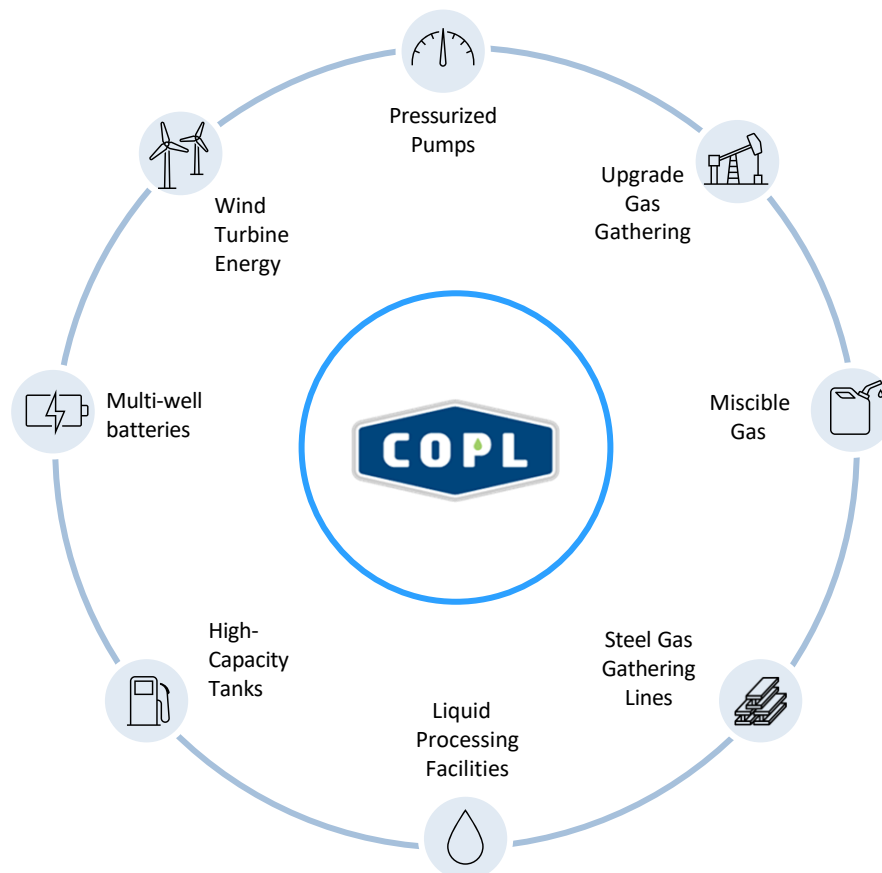 Pressurized
Pumps
Upgrade
Gas
Gathering
Miscible
Gas
Steel Gas
Gathering
Lines
Liquid
Processing
Facilities
High-
Capacity
Tanks
Multi-well
batteries
Wind
Turbine
Energy
COPL